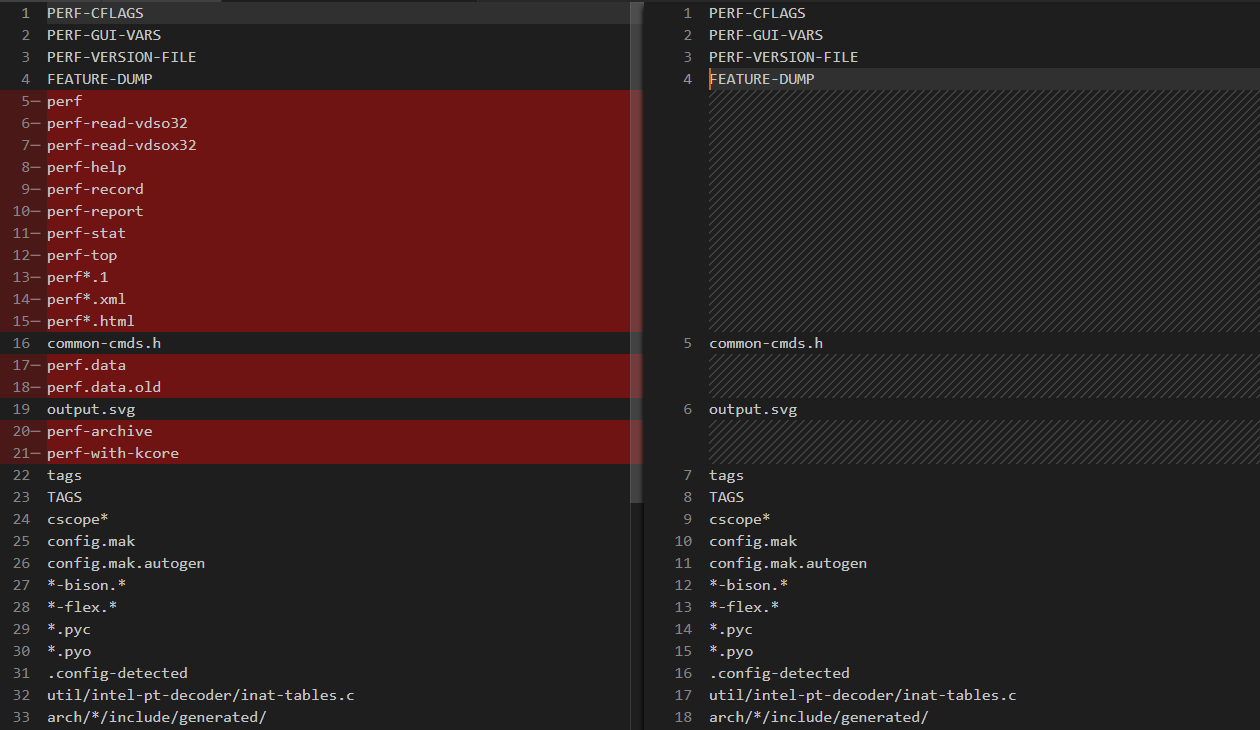 1 PERF-CFLAGS
2 PERF-GUI-VARS
3 PERF-VERSION-FILE
4 FEATURE-DUMP
5— perf
6— perf-read-vdso32
7— perf-read-vdsox32
8— perf-help
9— perf-record
10— perf-report
11— perf-stat
12— perf-top
13— perf*.1
14— perf*.xml
15— perf*.html
16 common-cmds.h
17— perf.data
18— perf.data.old
19 output.svg
20— perf-archive
21— perf-with-kcore
22 tags
23 TAGS
24 cscope*
25 config.mak
26 config.mak.autogen
27 *-bison.*
28 *-flex.*
29 *.pyc
30 *.pyo
31 .config-detected
32 util/intel-pt-decoder/inat-tables.c
33 arch/*/include/generated/
1 PERF-CFLAGS
2 PERF-GUI-VARS
3 PERF-VERSION-FILE
4 FEATURE-DUMP
5 common-cmds.h
6 output.svg
7 tags
8 TAGS
9 cscope*
10 config.mak
11 config.mak.autogen
12 *-bison.*
13 *-flex.*
14 *.pyc
15 *.pyo
16 .config-detected
17 util/intel-pt-decoder/inat-tables.c
18 arch/*/include/generated/